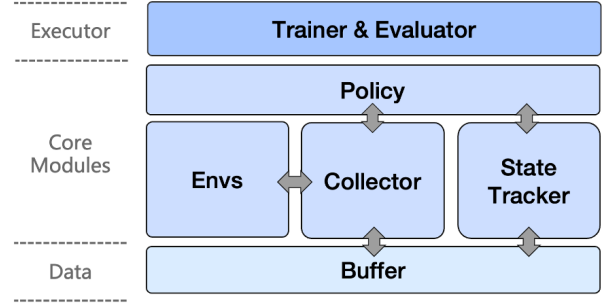 Executor
Trainer & Evaluator
Policy
Core
Modules
Envs
Collector
State
Tracker
Data
Buffer